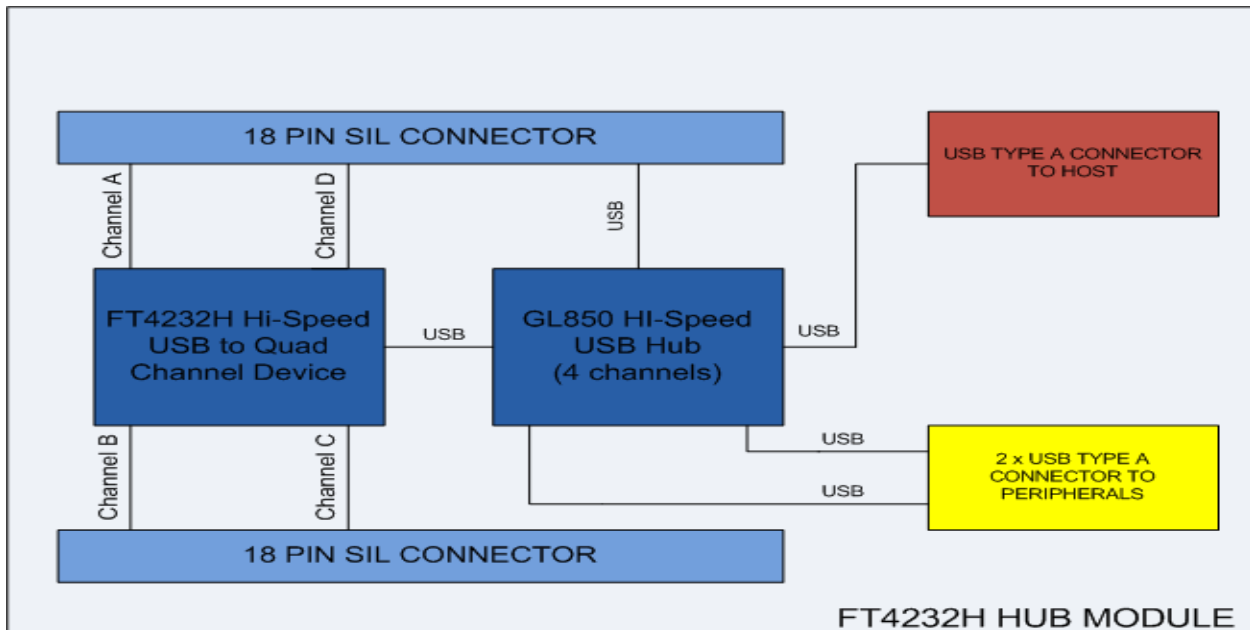 18 PIN SIL CONNECTOR
USB TYPE A CONNECTOR
TO HOST
Channel A
Channel D
USB
FT4232H Hi-Speed
USB to Quad
Channel Device
USB
GL850 HI-Speed
USB Hub
(4 channels)
USB
Channel B
Channel C
USB
USB
2 x USB TYPE A
CONNECTOR TO
PERIPHERALS
18 PIN SIL CONNECTOR
FT4232H HUB MODULE